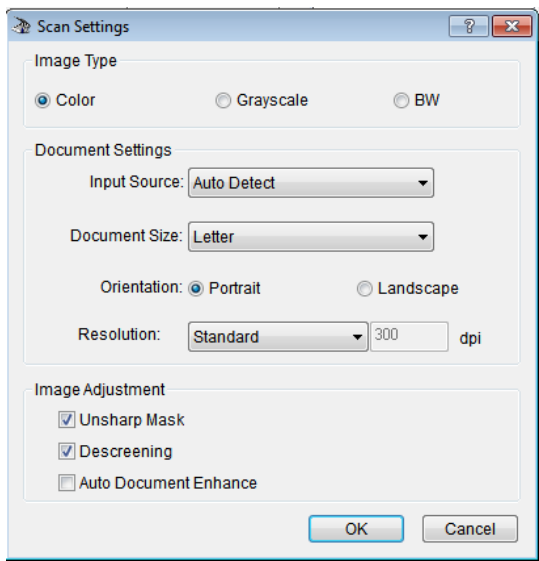 Scan Settings
Image Type
Color Grayscale BW
Document Settings
Input Source: Auto Detect
Document Size: Letter
Orientation: Portrait Landscape
Resolution: Standard 300 dpi
Image Adjustment
Unsharp Mask
Descreening
Auto Document Enhance
OK Cancel